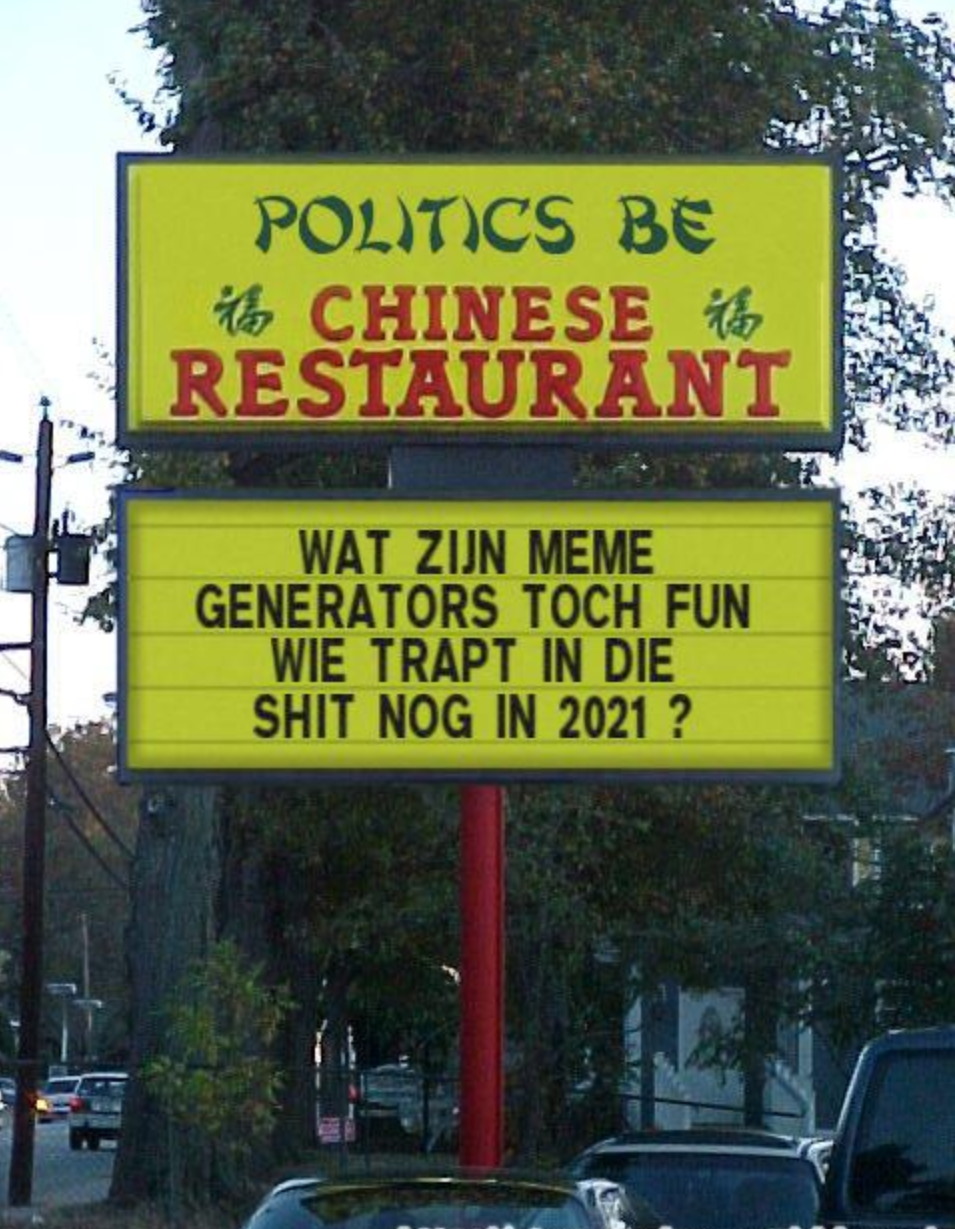 POLITICS BE
福 CHINESE 福
RESTAURANT
WAT ZIJN MEME
GENERATORS TOCH FUN
WIE TRAPT IN DIE
SHIT NOG IN 2021 ?